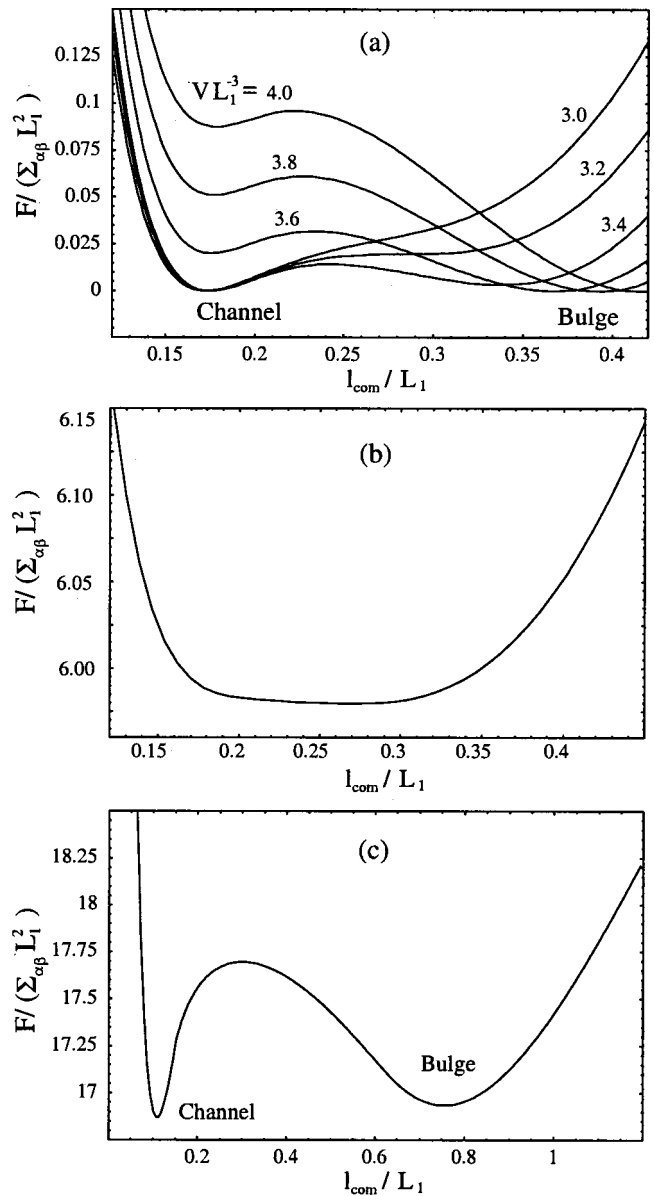 (a)
0.125
V L₁⁻³ = 4.0
0.1
3.0
3.8
3.2
0.075
0.05
3.6
3.4
0.025
0
Channel
Bulge
F/ (Σαβ L₁²)
0.15 0.2 0.25 0.3 0.35 0.4
l com / L₁
(b)
6.15
6.10
6.05
6.00
F/ (Σαβ L₁²)
0.15 0.2 0.25 0.3 0.35 0.4
l com / L₁
(c)
18.25
18
17.75
17.5
17.25
17
Bulge
Channel
F/ (Σαβ L₁²)
0.2 0.4 0.6 0.8 1
l com / L₁